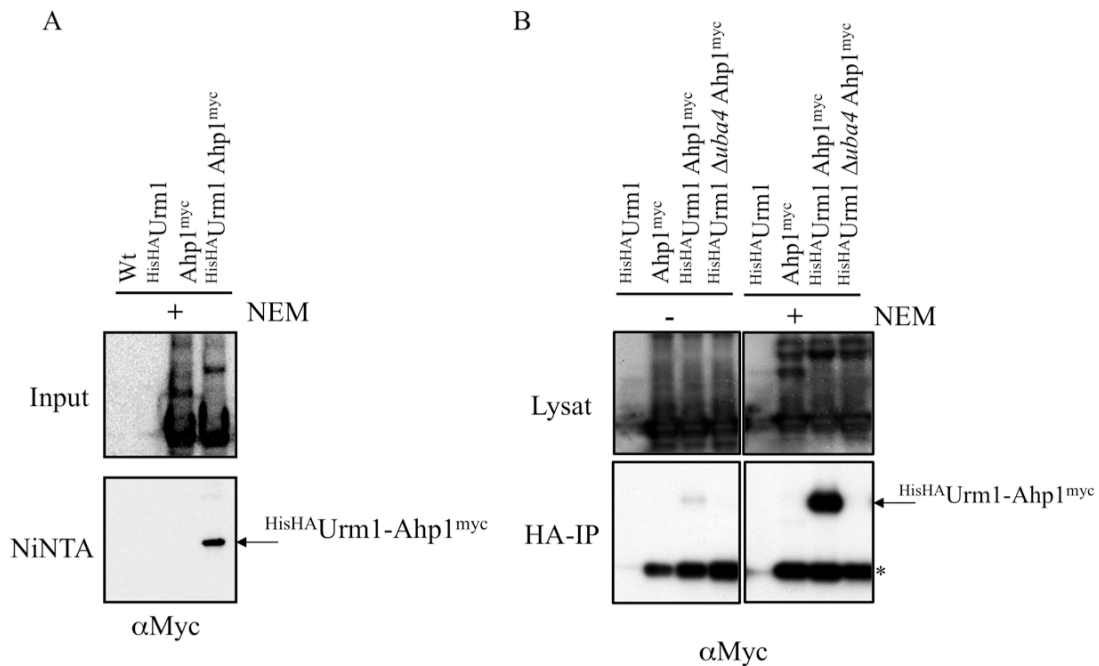 A
Wt
HisHAUrm1
Ahp1myc
HisHAUrm1 Ahp1myc
+ NEM
Input
NiNTA
HisHAUrm1-Ahp1myc
αMyc
B
HisHAUrm1
Ahp1myc
HisHAUrm1 Ahp1myc
HisHAUrm1 Δuba4 Ahp1myc
HisHAUrm1
Ahp1myc
HisHAUrm1 Ahp1myc
HisHAUrm1 Δuba4 Ahp1myc
- + NEM
Lysat
HA-IP
HisHAUrm1-Ahp1myc
*
αMyc